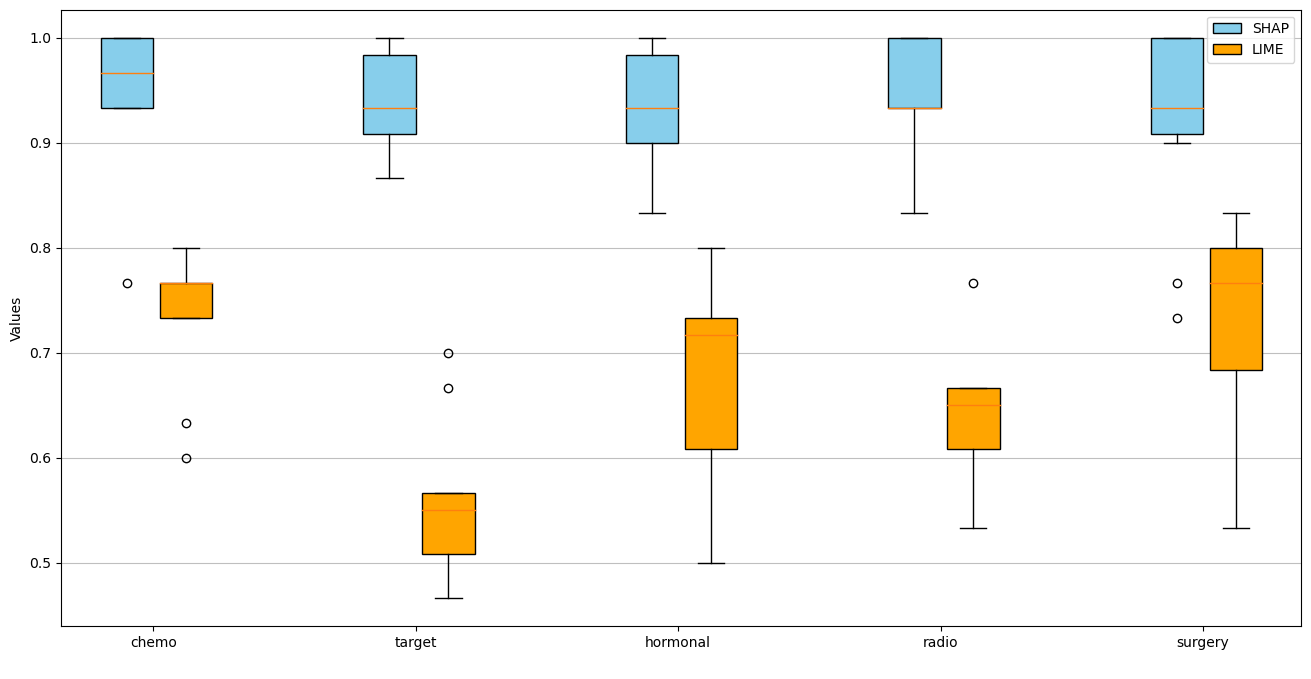 SHAP
LIME
Values
1.0
0.9
0.8
0.7
0.6
0.5
chemo
target
hormonal
radio
surgery